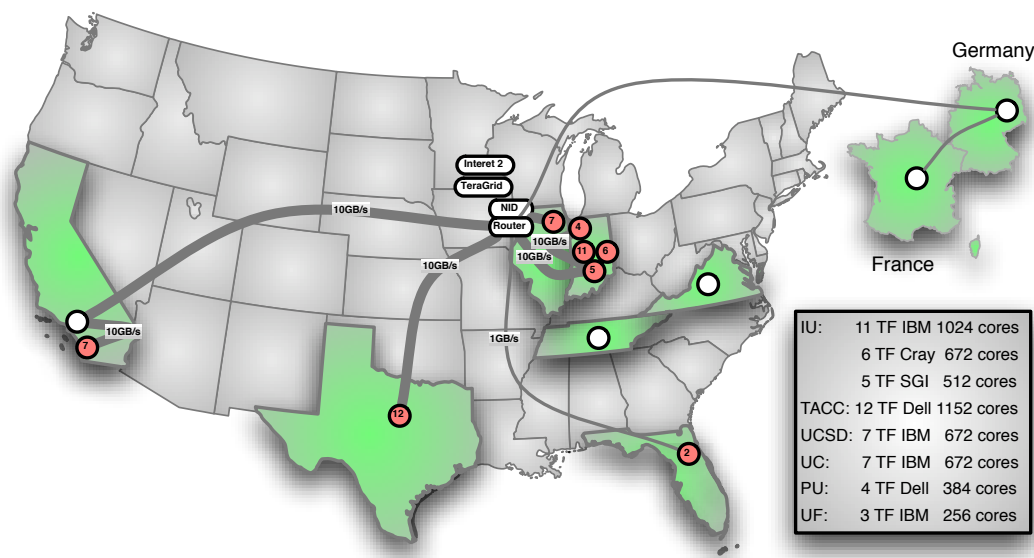 Germany
Interet 2
TeraGrid
NID
Router
7
4
10GB/s
10GB/s
11
6
10GB/s
5
10GB/s
France
10GB/s
7
1GB/s
12
2
IU: 11 TF IBM 1024 cores
6 TF Cray 672 cores
5 TF SGI 512 cores
TACC: 12 TF Dell 1152 cores
UCSD: 7 TF IBM 672 cores
UC: 7 TF IBM 672 cores
PU: 4 TF Dell 384 cores
UF: 3 TF IBM 256 cores